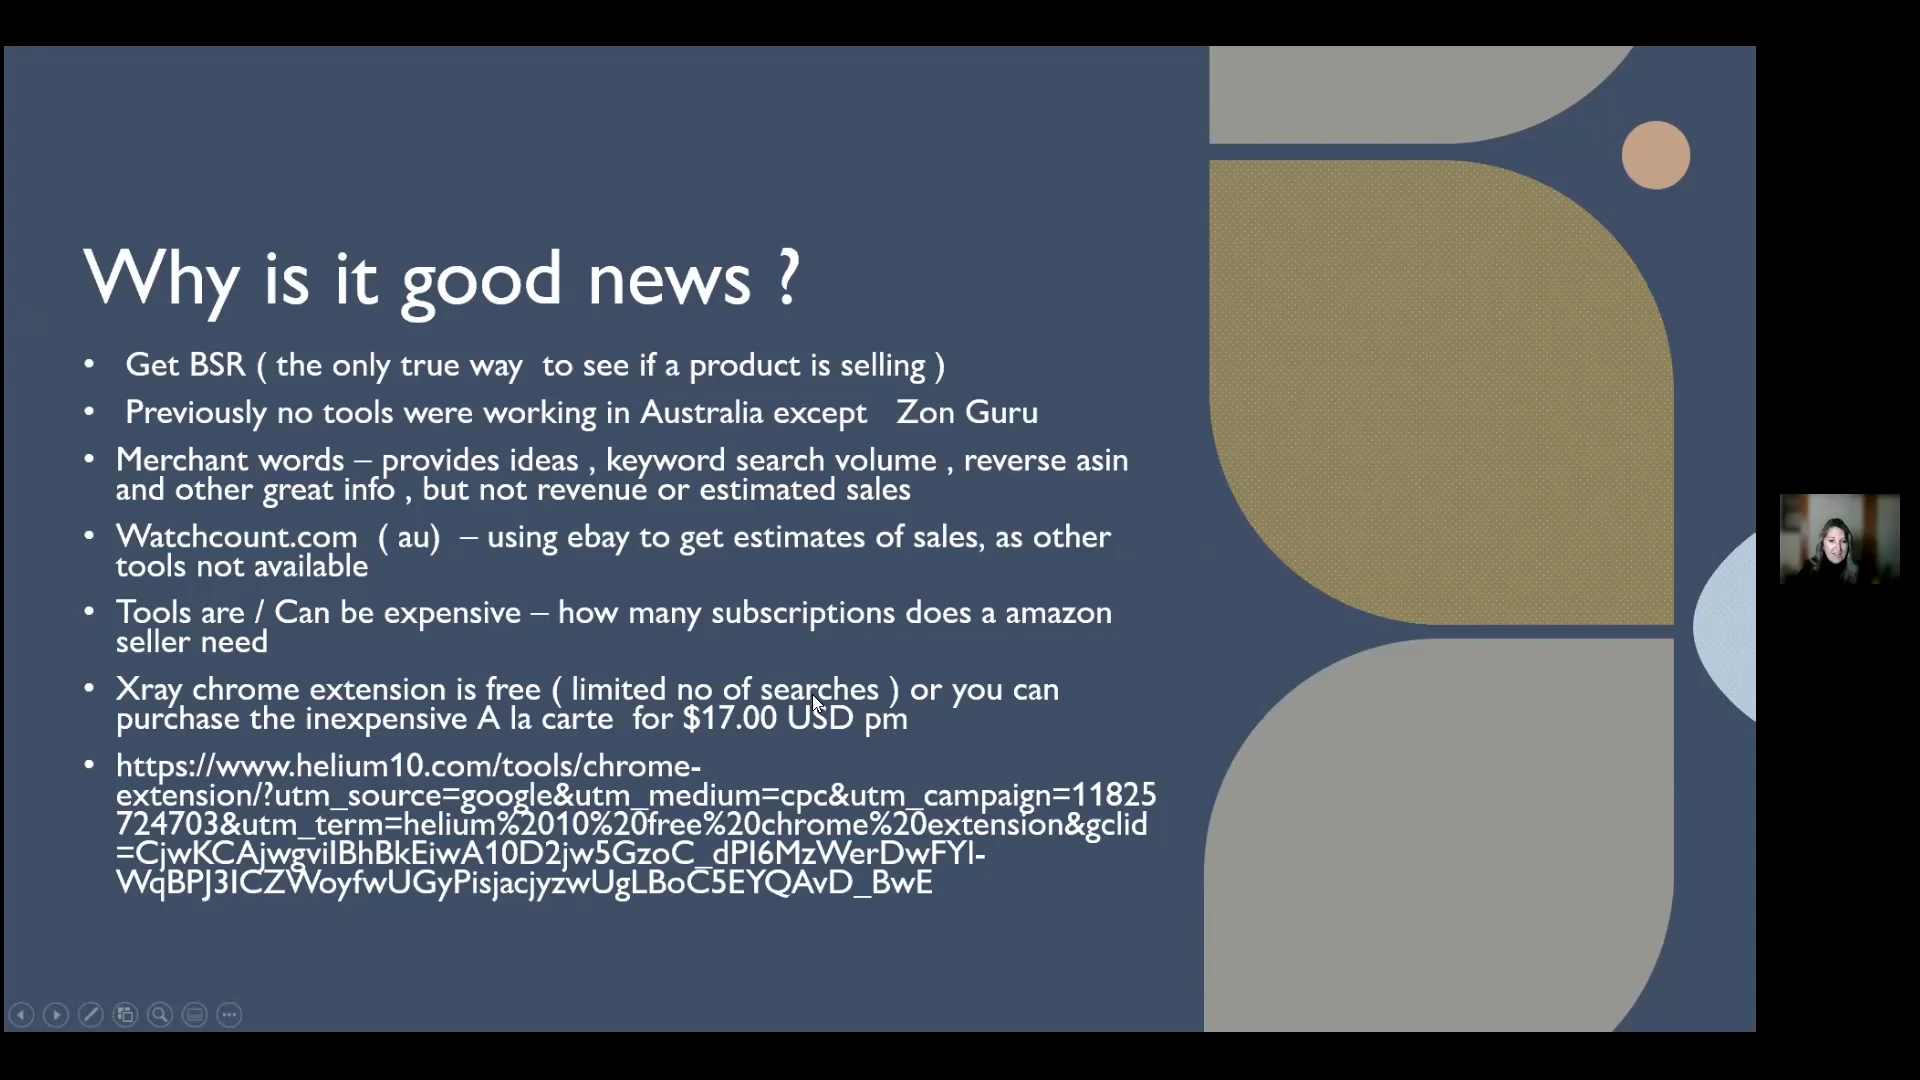 Why is it good news ?
• Get BSR ( the only true way to see if a product is selling )
• Previously no tools were working in Australia except Zon Guru
• Merchant words – provides ideas , keyword search volume , reverse asin
and other great info , but not revenue or estimated sales
• Watchcount.com ( au) – using ebay to get estimates of sales, as other
tools not available
• Tools are / Can be expensive – how many subscriptions does a amazon
seller need
• Xray chrome extension is free ( limited no of searches ) or you can
purchase the inexpensive A la carte for $17.00 USD pm
• https://www.helium10.com/tools/chrome-
extension/?utm_source=google&utm_medium=cpc&utm_campaign=11825
724703&utm_term=helium%2010%20free%20chrome%20extension&gclid
=CjwKCAjwgviIBhBkEiwA10D2jw5GzoC_dPI6MzWerDwFYl-
WqBPJ3ICZWoyfwUGyPisjacjyzwUgLBoC5EYQAvD_BwE